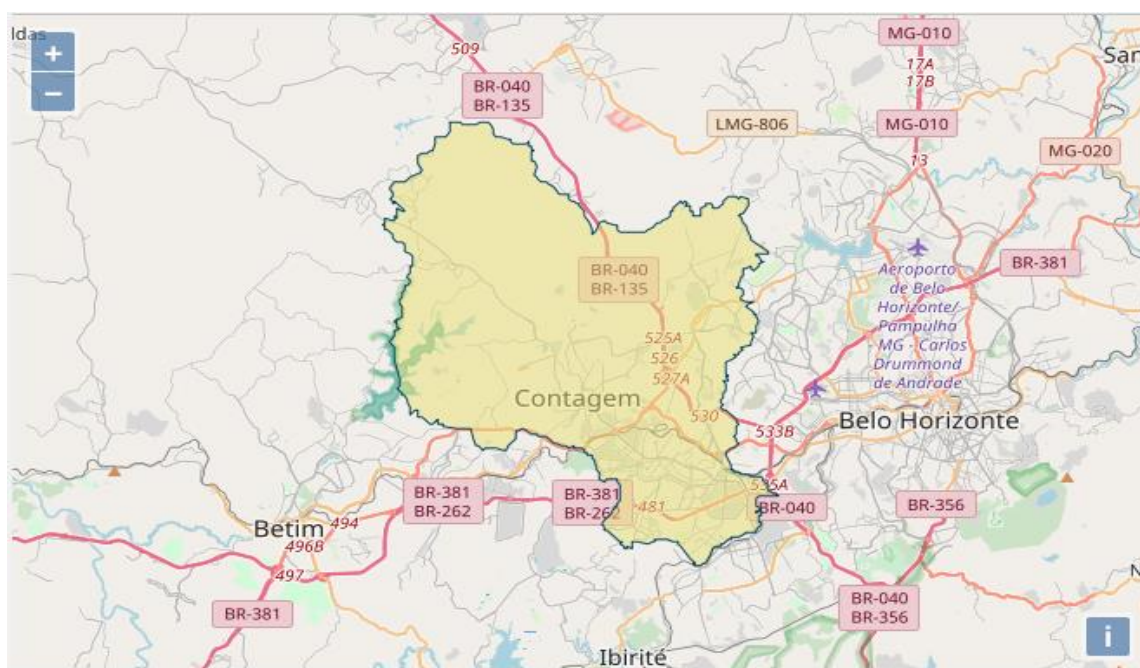 ldas
+
−
509
MG-010
17A
17B
San
BR-040
BR-135
LMG-806
MG-010
MG-020
13
BR-040
BR-135
BR-381
Aeroporto
de Belo
Horizonte/
Pampulha
- MG - Carlos
Drummond
de Andrade
525A
526
527A
Contagem
530
533B
Belo Horizonte
BR-381
BR-262
BR-381
BR-262
481
535A
BR-040
BR-356
Betim
494
496B
497
BR-381
BR-040
BR-356
N
i
Ibirité